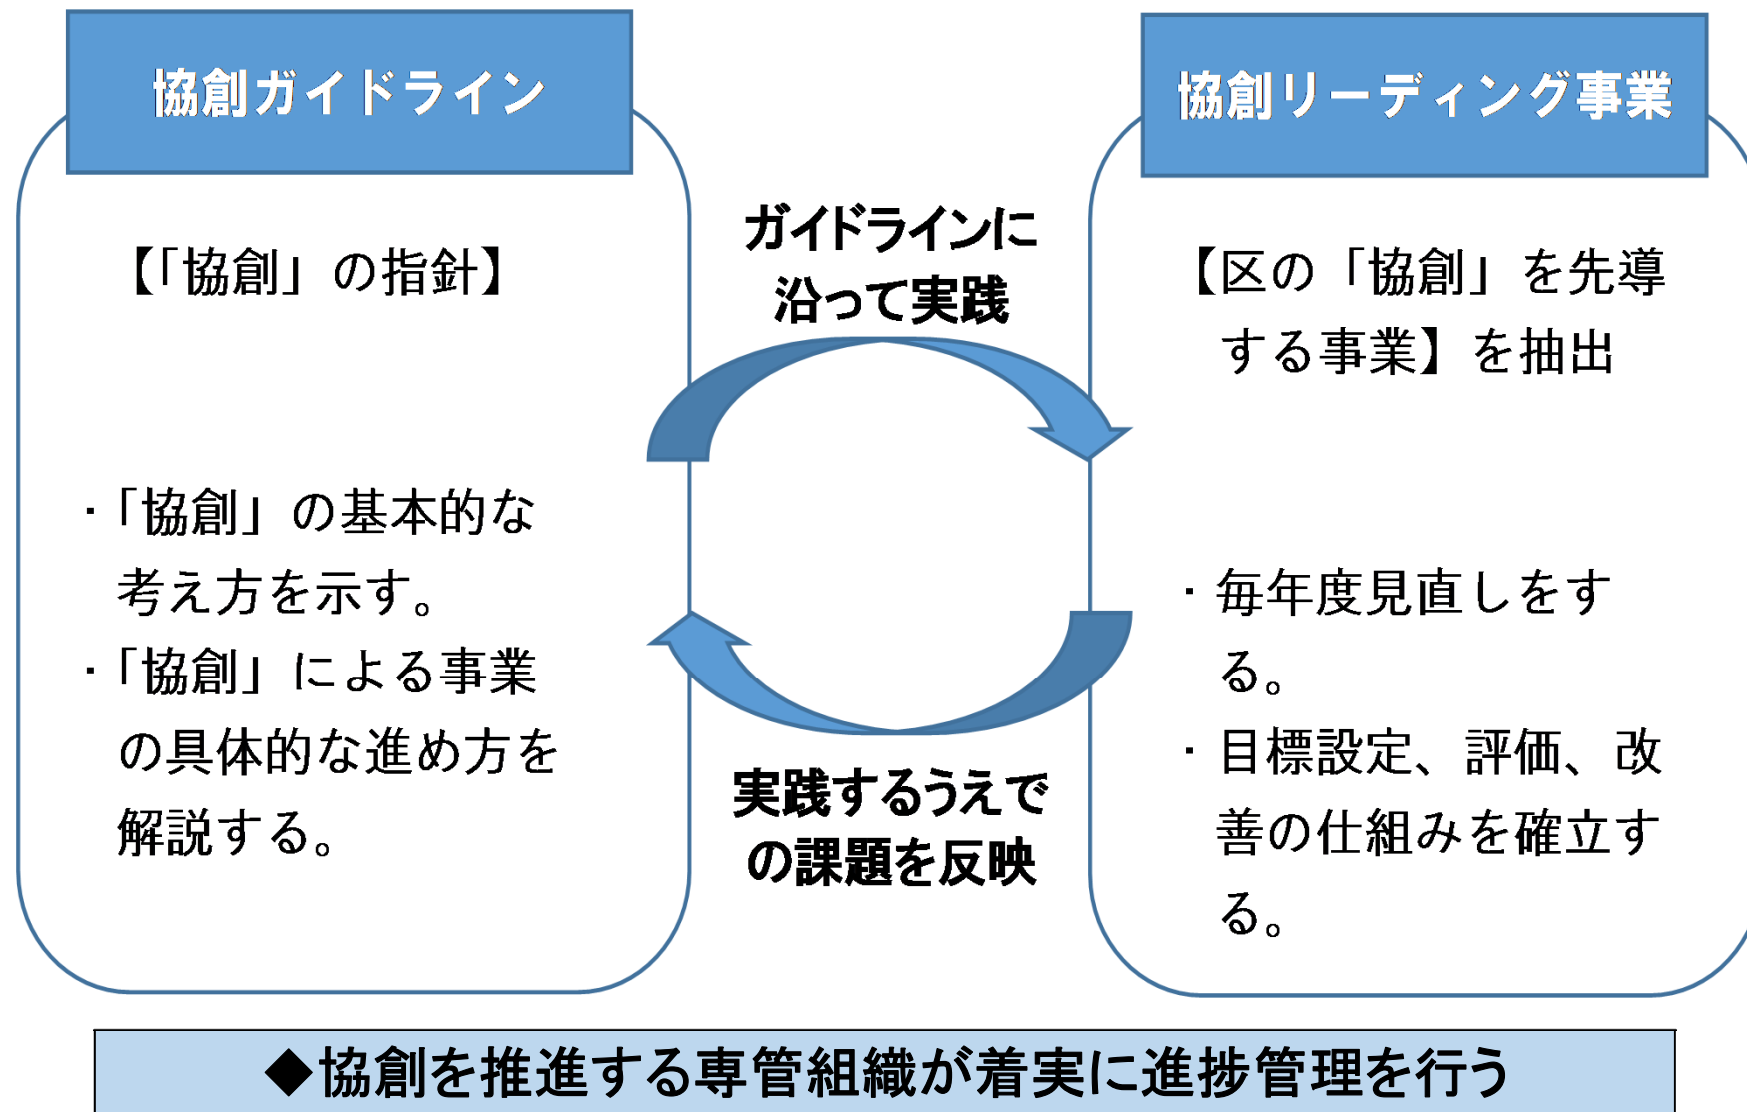 協創ガイドライン
【「協創」の指針】
・「協創」の基本的な
考え方を示す。
・「協創」による事業
の具体的な進め方を
解説する。
ガイドラインに
沿って実践
実践するうえで
の課題を反映
協創リーディング事業
【区の「協創」を先導
する事業】を抽出
・毎年度見直しをす
る。
・目標設定、評価、改
善の仕組みを確立す
る。
◆協創を推進する専管組織が着実に進捗管理を行う